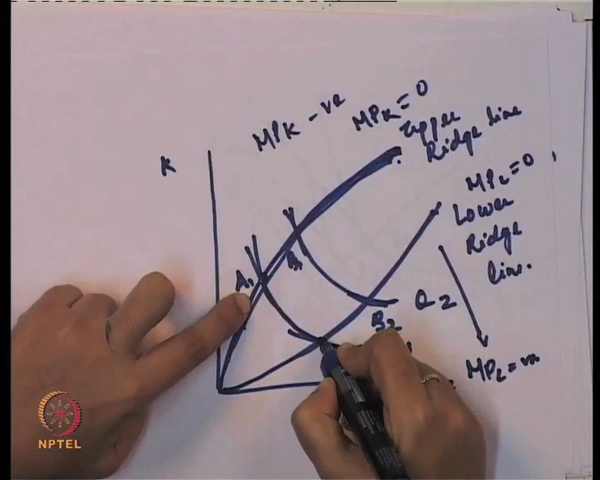 MPK - ve
MPK = 0
Upper
Ridge line
K
MPL = 0
Lower
Ridge
line.
A1
B1
Q2
B2
MPL = ve
NPTEL